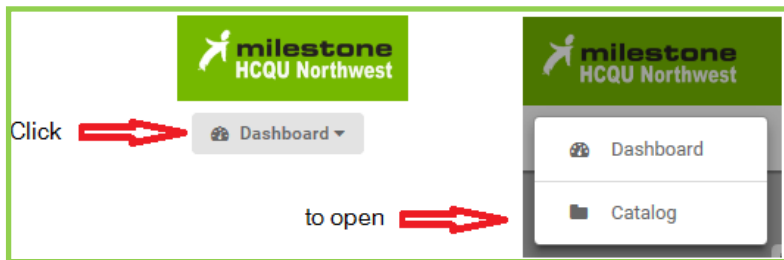 milestone
HCQU Northwest
Click
Dashboard
to open
milestone
HCQU Northwest
Dashboard
Catalog